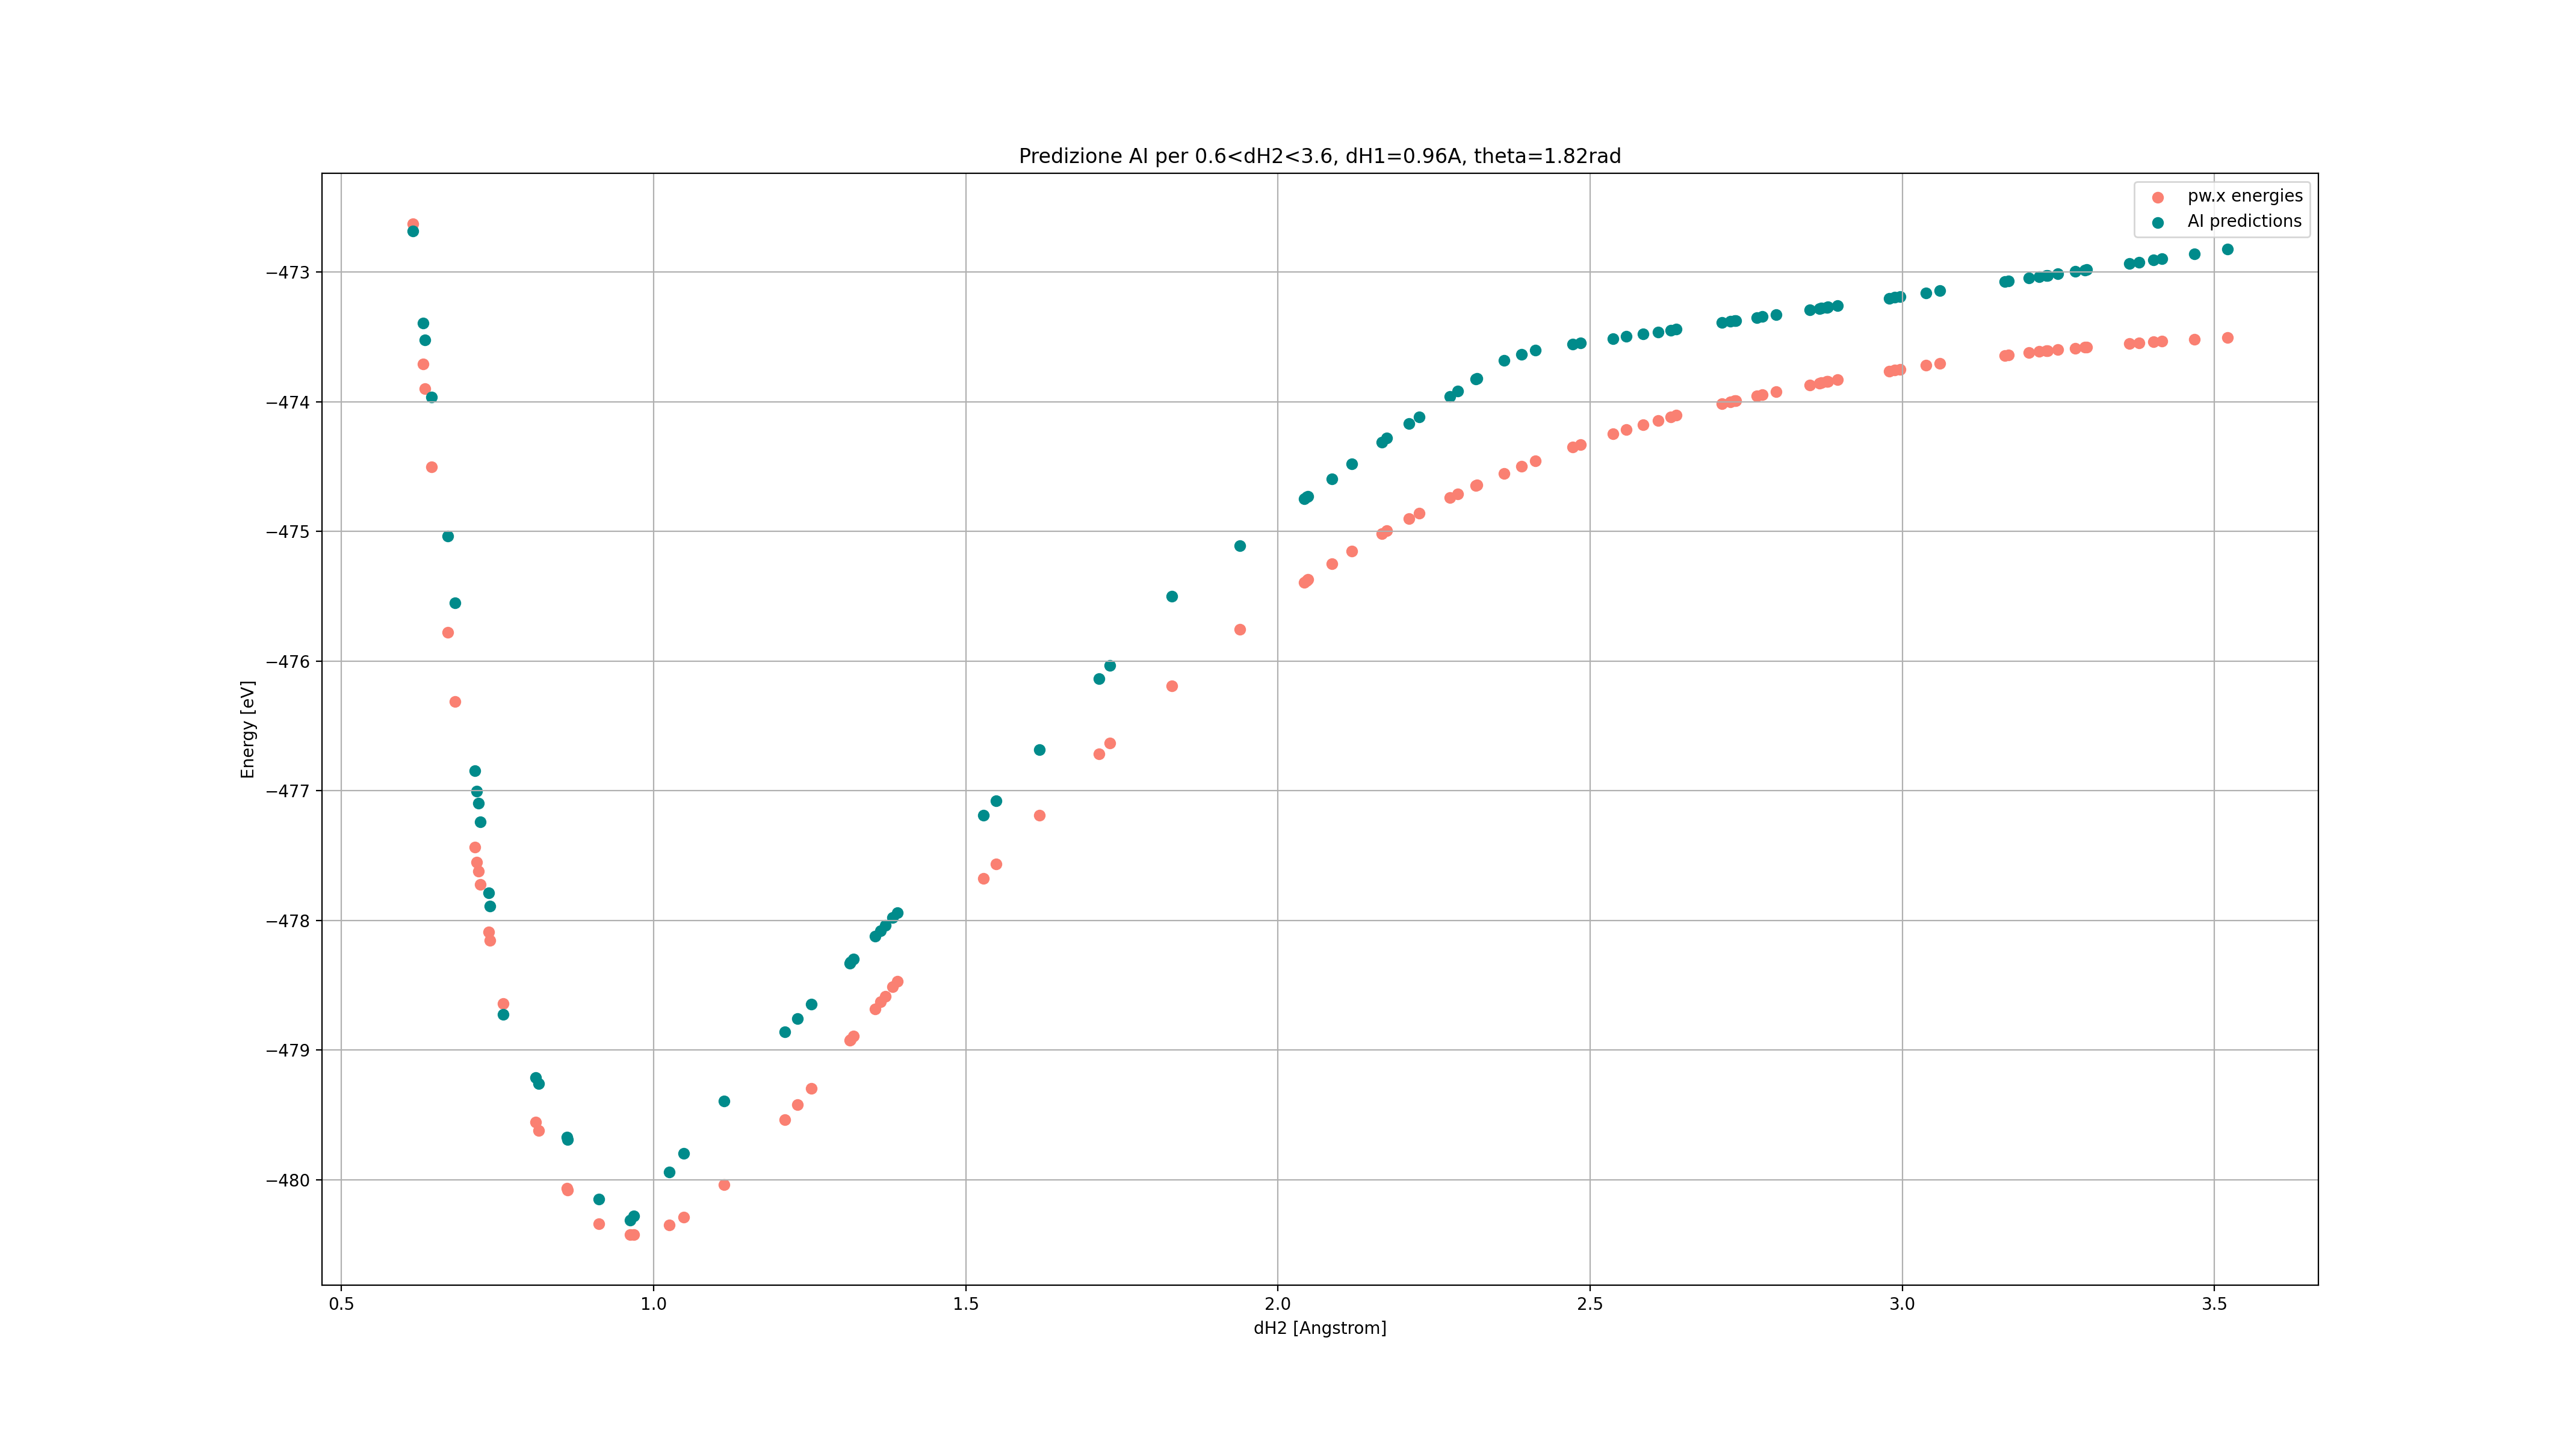 Predizione AI per 0.6<dH2<3.6, dH1=0.96A, theta=1.82rad
pw.x energies
AI predictions
−473
−474
−475
−476
−477
−478
−479
−480
Energy [eV]
0.5 1.0 1.5 2.0 2.5 3.0 3.5
dH2 [Angstrom]